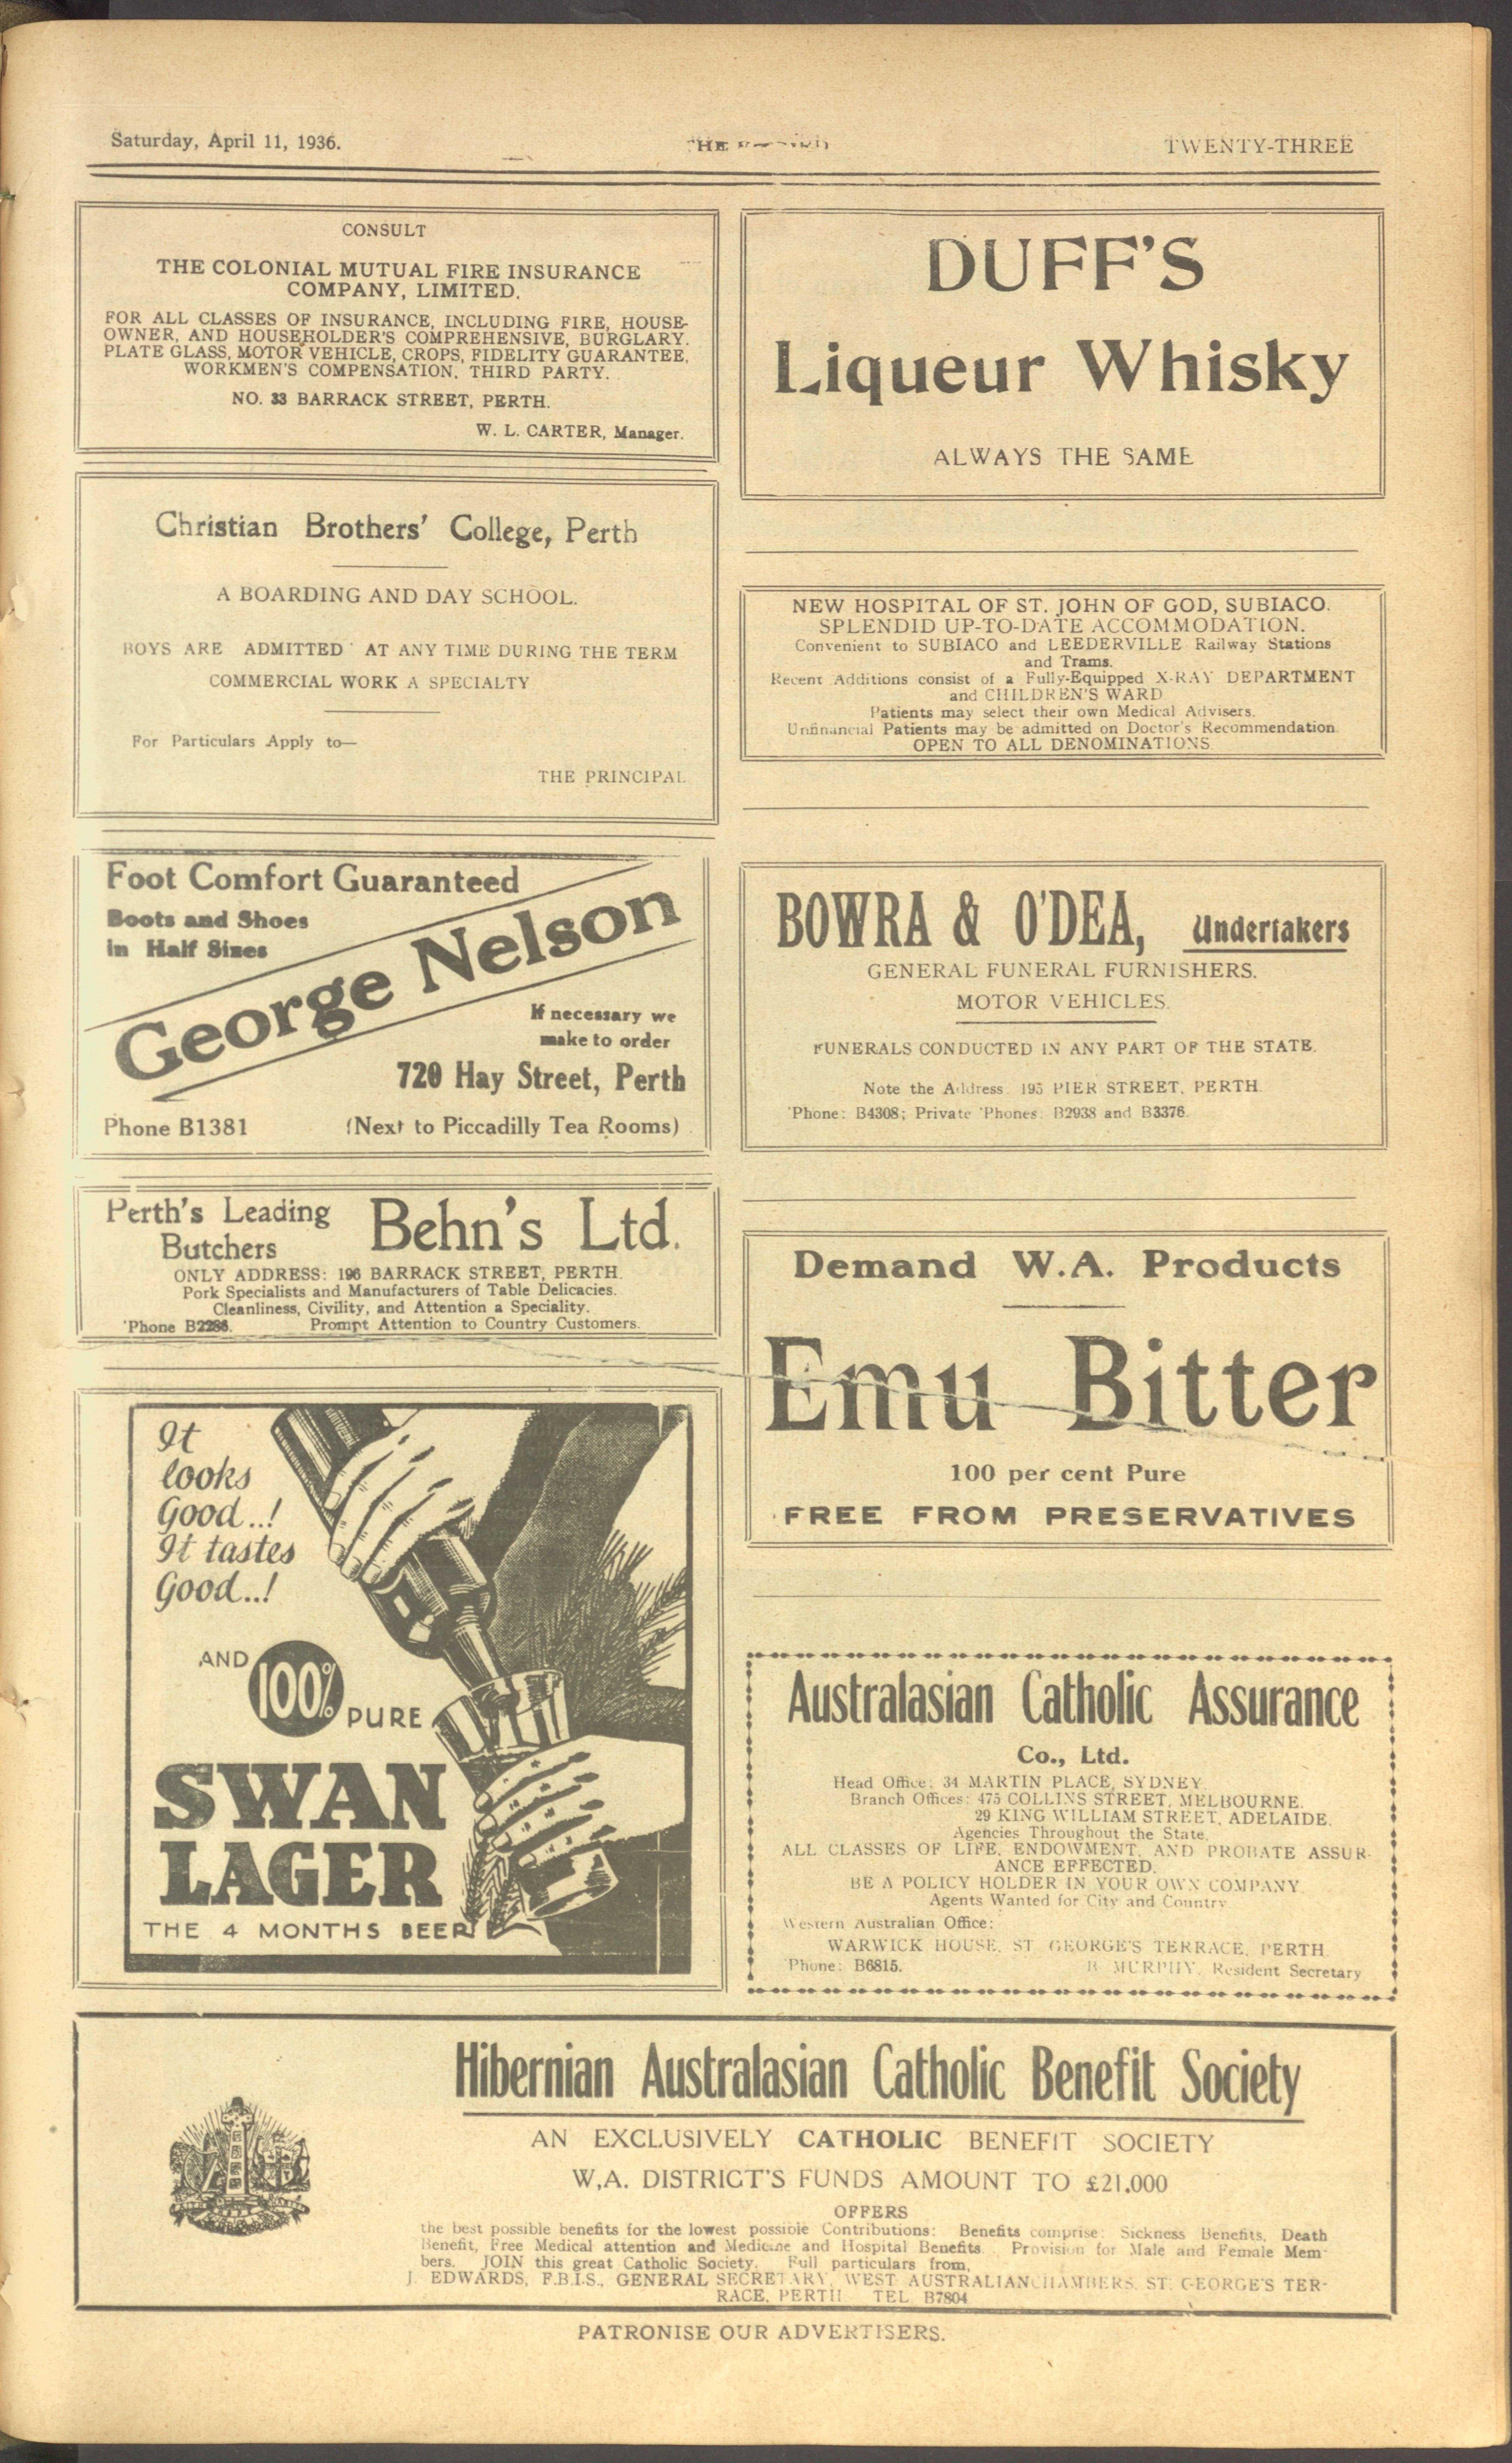 Saturday, April 11, 1936.
THE
TWENTY-THREE
CONSULT
THE COLONIAL MUTUAL FIRE INSURANCE
COMPANY, LIMITED.
FOR ALL CLASSES OF INSURANCE, INCLUDING FIRE, HOUSE-
OWNER, AND HOUSEHOLDER'S COMPREHENSIVE, BURGLARY.
PLATE GLASS, MOTOR VEHICLE, CROPS, FIDELITY GUARANTEE,
WORKMEN'S COMPENSATION. THIRD PARTY.
NO. 33 BARRACK STREET, PERTH.
W. L. CARTER, Manager.
Christian Brothers' College, Perth
A BOARDING AND DAY SCHOOL.
BOYS ARE ADMITTED AT ANY TIME DURING THE TERM
COMMERCIAL WORK A SPECIALTY
For Particulars Apply to—
THE PRINCIPAL
Foot Comfort Guaranteed
Boots and Shoes
in Half Sizes
George Nelson
If necessary we
make to order
720 Hay Street, Perth
Phone B1381 (Next to Piccadilly Tea Rooms)
Perth's Leading
Butchers
Behn's Ltd.
ONLY ADDRESS: 196 BARRACK STREET, PERTH.
Pork Specialists and Manufacturers of Table Delicacies.
Cleanliness, Civility, and Attention a Speciality.
'Phone B2286. Prompt Attention to Country Customers.
It
looks
Good..!
It tastes
Good..!
AND
100%
PURE
SWAN
LAGER
THE 4 MONTHS BEER
DUFF'S
Liqueur Whisky
ALWAYS THE SAME
NEW HOSPITAL OF ST. JOHN OF GOD, SUBIACO.
SPLENDID UP-TO-DATE ACCOMMODATION.
Convenient to SUBIACO and LEEDERVILLE Railway Stations
and Trams.
Recent Additions consist of a Fully-Equipped X-RAY DEPARTMENT
and CHILDREN'S WARD
Patients may select their own Medical Advisers.
Unfinancial Patients may be admitted on Doctor's Recommendation.
OPEN TO ALL DENOMINATIONS.
BOWRA & O'DEA, Undertakers
GENERAL FUNERAL FURNISHERS.
MOTOR VEHICLES.
FUNERALS CONDUCTED IN ANY PART OF THE STATE.
Note the Address: 195 PIER STREET, PERTH.
'Phone: B4308; Private 'Phones: B2938 and B3376.
Demand W.A. Products
Emu Bitter
100 per cent Pure
FREE FROM PRESERVATIVES
Australasian Catholic Assurance
Co., Ltd.
Head Office: 34 MARTIN PLACE, SYDNEY.
Branch Offices: 475 COLLINS STREET, MELBOURNE.
29 KING WILLIAM STREET, ADELAIDE.
Agencies Throughout the State.
ALL CLASSES OF LIFE, ENDOWMENT, AND PROBATE ASSUR-
ANCE EFFECTED.
BE A POLICY HOLDER IN YOUR OWN COMPANY.
Agents Wanted for City and Country
Western Australian Office:
WARWICK HOUSE, ST. GEORGE'S TERRACE, PERTH.
'Phone: B6815. MURPHY, Resident Secretary
Hibernian Australasian Catholic Benefit Society
AN EXCLUSIVELY CATHOLIC BENEFIT SOCIETY
W,A. DISTRICT'S FUNDS AMOUNT TO £21,000
OFFERS
the best possible benefits for the lowest possible Contributions: Benefits comprise: Sickness Benefits, Death
Benefit, Free Medical attention and Medicine and Hospital Benefits. Provision for Male and Female Mem-
bers. JOIN this great Catholic Society. Full particulars from,
J. EDWARDS, F.B.I.S., GENERAL SECRETARY, WEST AUSTRALIAN CHAMBERS, ST. GEORGE'S TER-
RACE, PERTH TEL. B7804
PATRONISE OUR ADVERTISERS.